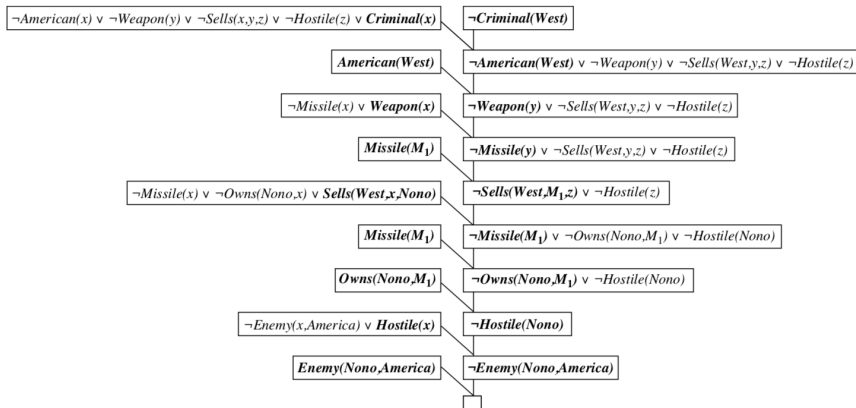 ¬American(x) ∨ ¬Weapon(y) ∨ ¬Sells(x,y,z) ∨ ¬Hostile(z) ∨ Criminal(x) ¬Criminal(West)
American(West) ¬American(West) ∨ ¬Weapon(y) ∨ ¬Sells(West,y,z) ∨ ¬Hostile(z)
¬Missile(x) ∨ Weapon(x) ¬Weapon(y) ∨ ¬Sells(West,y,z) ∨ ¬Hostile(z)
Missile(M₁) ¬Missile(y) ∨ ¬Sells(West,y,z) ∨ ¬Hostile(z)
¬Missile(x) ∨ ¬Owns(Nono,x) ∨ Sells(West,x,Nono) ¬Sells(West,M₁,z) ∨ ¬Hostile(z)
Missile(M₁) ¬Missile(M₁) ∨ ¬Owns(Nono,M₁) ∨ ¬Hostile(Nono)
Owns(Nono,M₁) ¬Owns(Nono,M₁) ∨ ¬Hostile(Nono)
¬Enemy(x,America) ∨ Hostile(x) ¬Hostile(Nono)
Enemy(Nono,America) ¬Enemy(Nono,America)